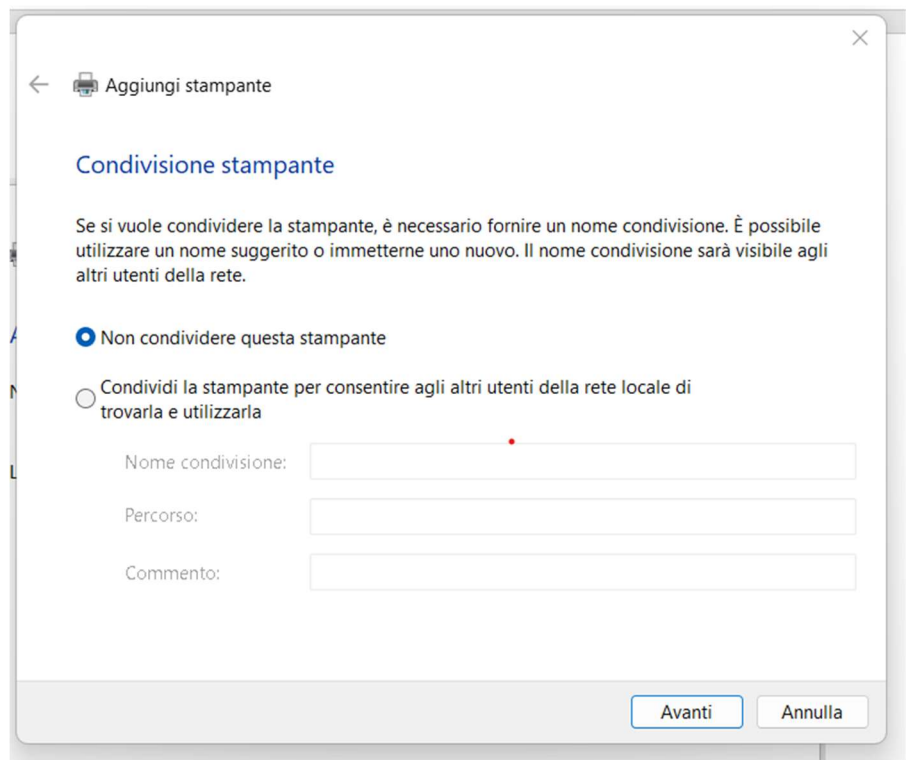 Aggiungi stampante
Condivisione stampante
Se si vuole condividere la stampante, è necessario fornire un nome condivisione. È possibile
utilizzare un nome suggerito o immetterne uno nuovo. Il nome condivisione sarà visibile agli
altri utenti della rete.
Non condividere questa stampante
Condividi la stampante per consentire agli altri utenti della rete locale di
trovarla e utilizzarla
Nome condivisione:
Percorso:
Commento:
Avanti
Annulla